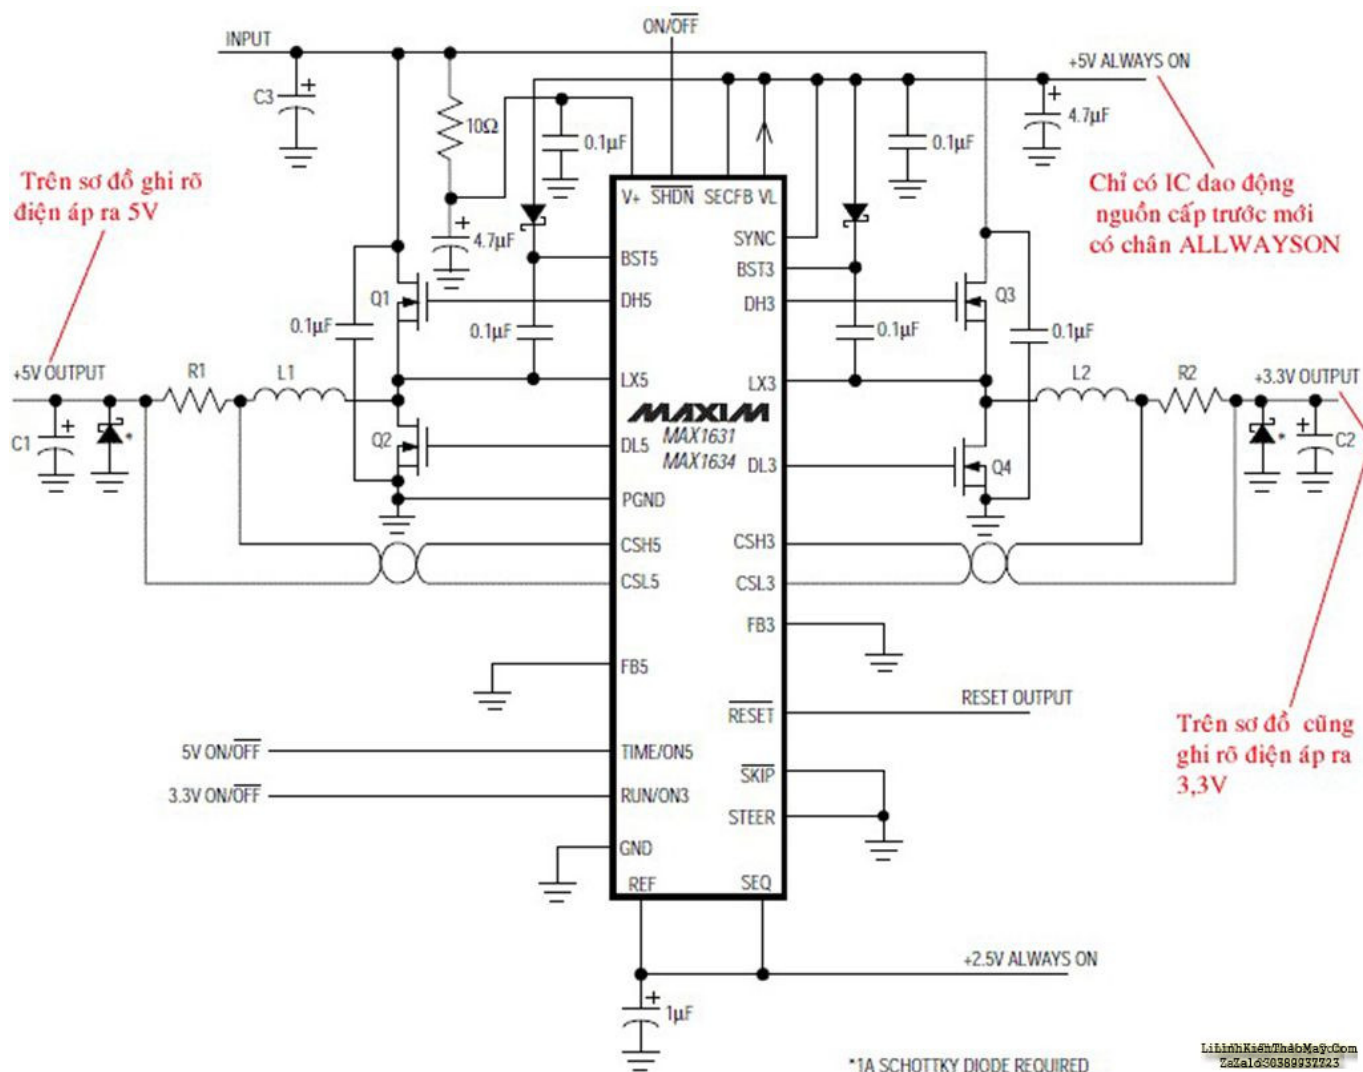 ON/OFF
INPUT
+5V ALWAYS ON
C3
10Ω
0.1μF
0.1μF
4.7μF
Trên sơ đồ ghi rõ
điện áp ra 5V
Chỉ có IC dao động
nguồn cấp trước mới
có chân ALLWAYSON
V+
SHDN
SECFB
VL
4.7μF
SYNC
BST5
BST3
Q1
DH5
DH3
Q3
0.1μF
0.1μF
0.1μF
0.1μF
+5V OUTPUT
R1
L1
LX5
LX3
L2
R2
+3.3V OUTPUT
MAXIM
MAX1631
MAX1634
C1
*
Q2
DL5
DL3
Q4
*
C2
PGND
CSH5
CSH3
CSL5
CSL3
FB3
FB5
RESET
RESET OUTPUT
Trên sơ đồ cũng
ghi rõ điện áp ra
3,3V
5V ON/OFF
TIME/ON5
SKIP
3.3V ON/OFF
RUN/ON3
STEER
GND
REF
SEQ
+2.5V ALWAYS ON
1μF
*1A SCHOTTKY DIODE REQUIRED